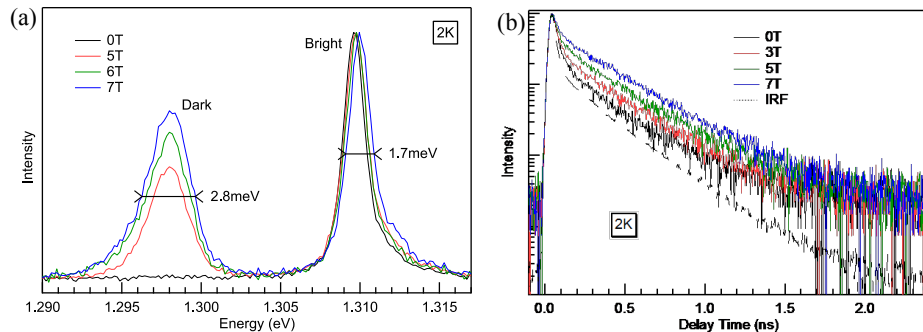 (a)
2K
0T
5T
6T
7T
Bright
Dark
1.7meV
2.8meV
Intensity
1.290
1.295
1.300
1.305
1.310
1.315
Energy (eV)
(b)
0T
3T
5T
7T
IRF
Intensity
2K
0.0
0.5
1.0
1.5
2.0
Delay Time (ns)